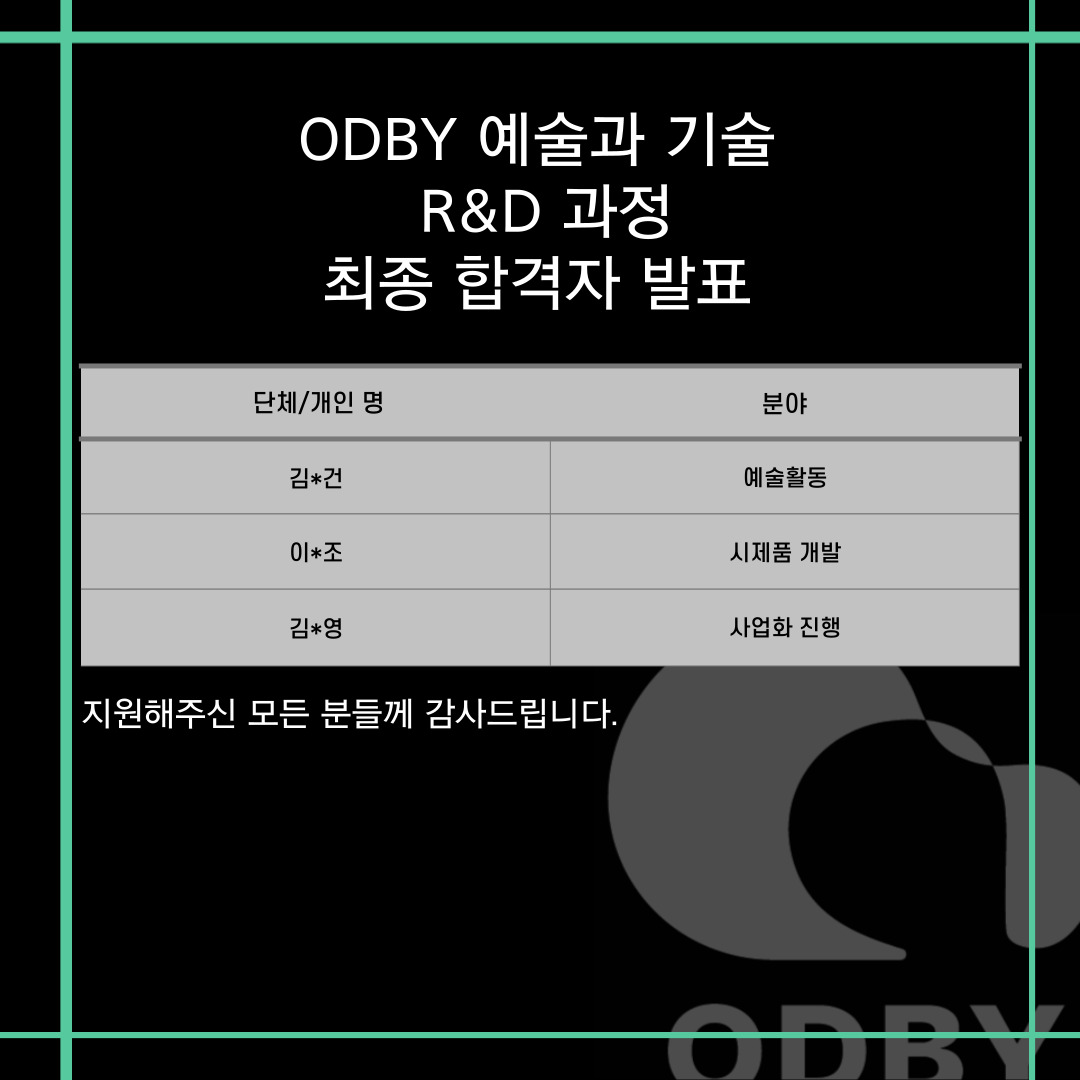 ODBY 예술과 기술
R&D 과정
최종 합격자 발표
단체/개인 명 분야
김*건 예술활동
이*조 시제품 개발
김*영 사업화 진행
지원해주신 모든 분들께 감사드립니다.
ODBY